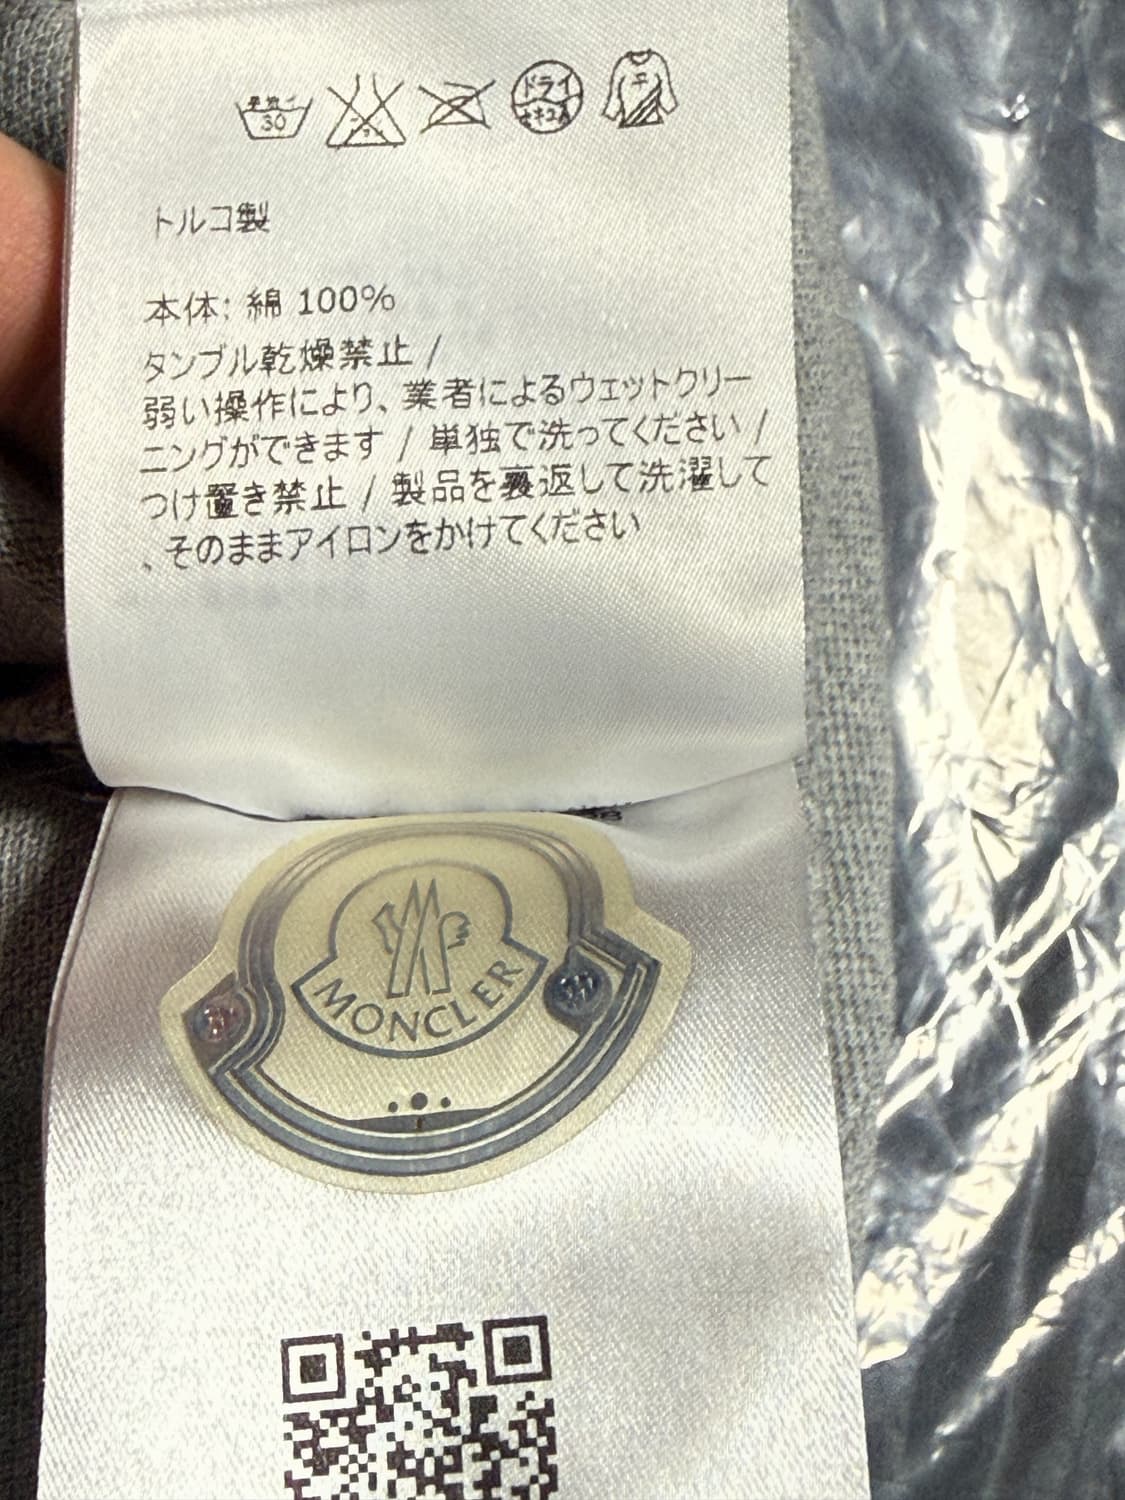 30
ドライ
トルコ製
本体: 綿 100%
タンブル乾燥禁止 /
弱い操作により、業者によるウェットクリー
ニングができます / 単独で洗ってください /
つけ置き禁止 / 製品を裏返して洗濯して
、そのままアイロンをかけてください
MONCLER